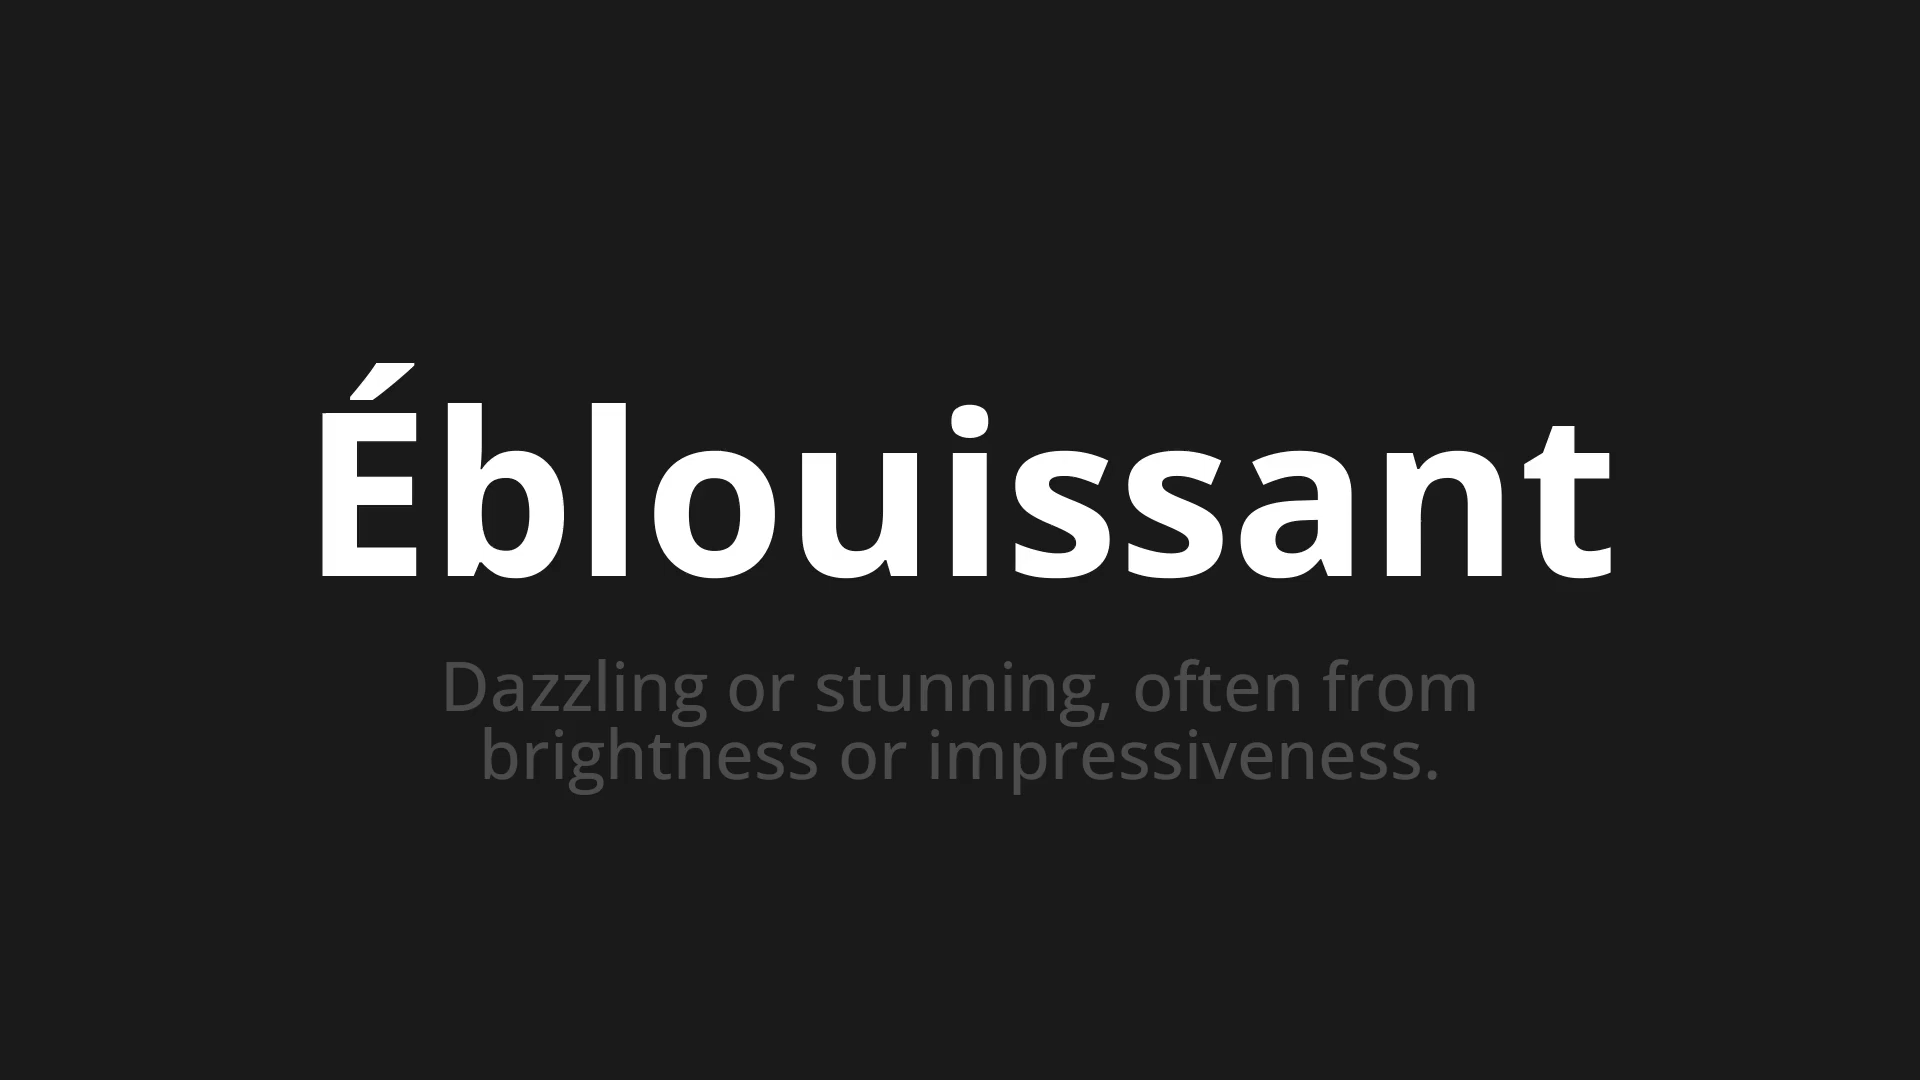 Éblouissant
Dazzling or stunning, often from
brightness or impressiveness.